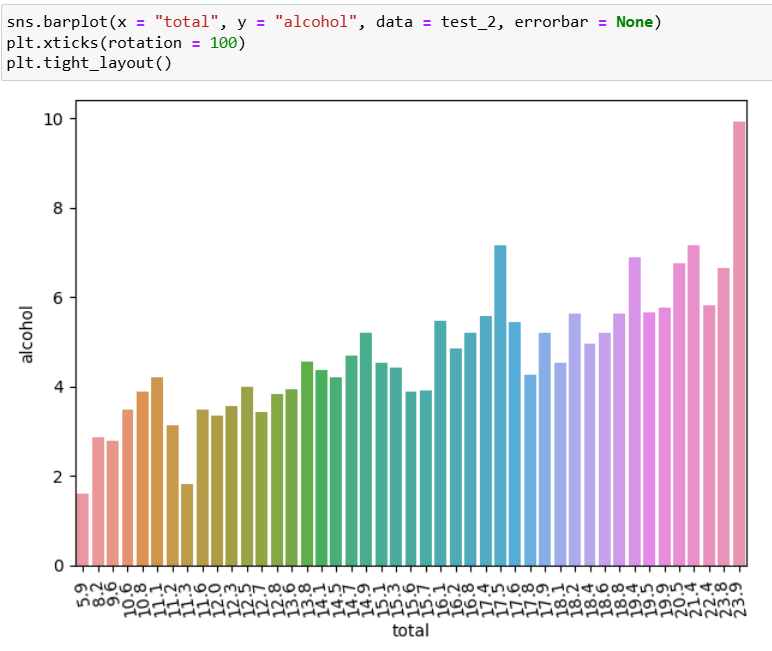 sns.barplot(x = "total", y = "alcohol", data = test_2, errorbar = None)
plt.xticks(rotation = 100)
plt.tight_layout()
10
8
6
4
2
0
alcohol
5.9 8.2 9.6 10.6 10.8 11.1 11.2 11.3 11.6 12.0 12.3 12.5 12.7 12.8 13.6 13.8 14.1 14.5 14.7 14.9 15.1 15.3 15.6 15.7 16.1 16.2 16.8 17.4 17.5 17.6 17.8 17.9 18.1 18.2 18.4 18.6 18.8 19.4 19.5 19.9 20.5 21.4 22.4 23.8 23.9
total